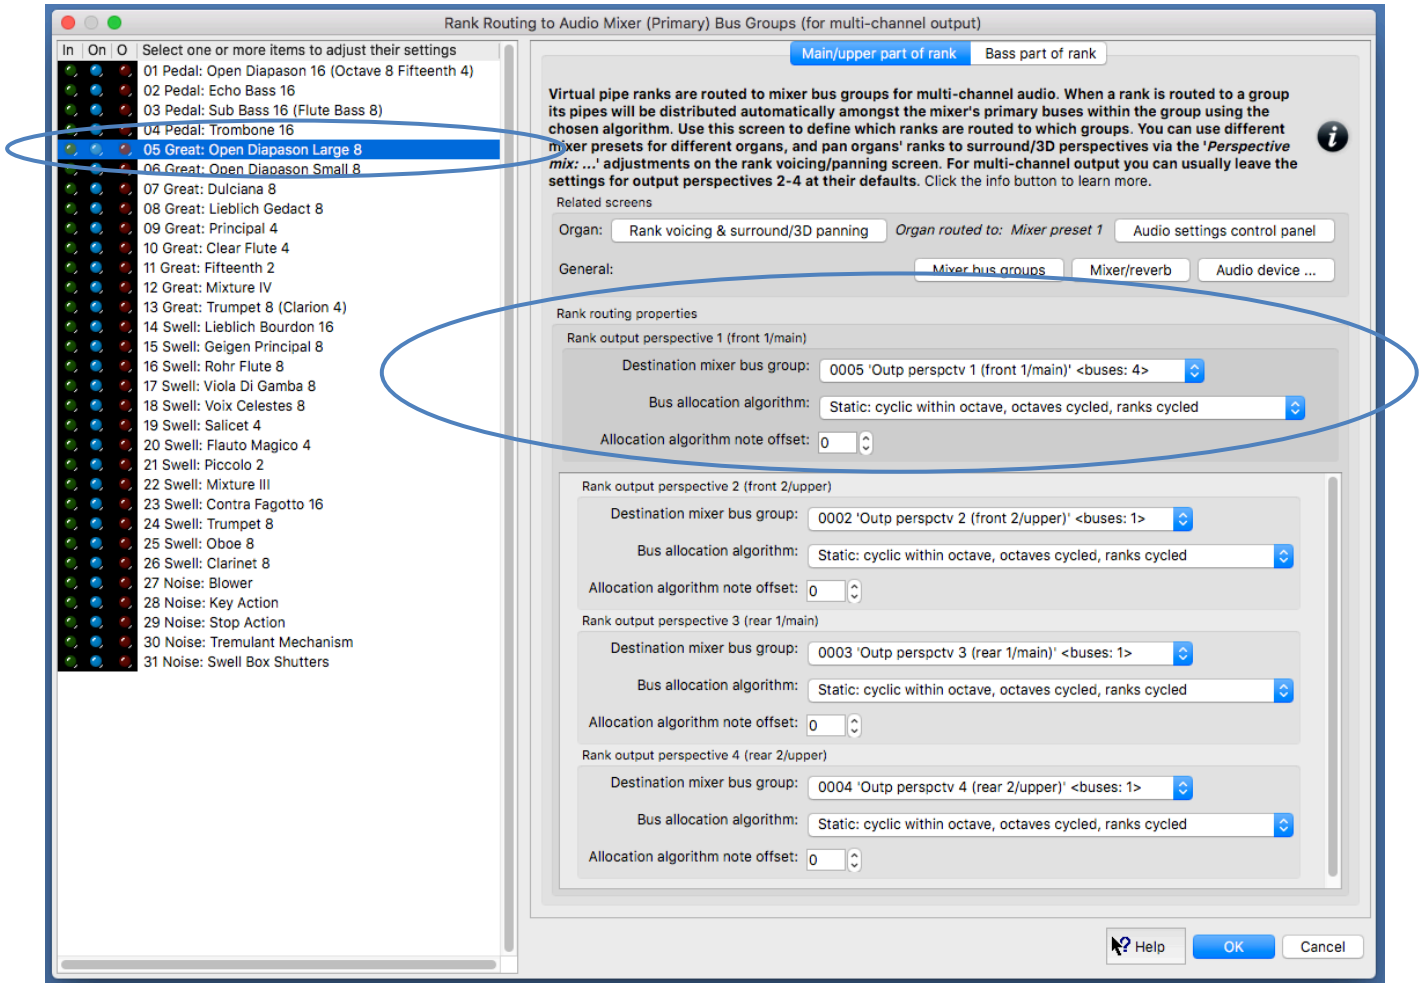 Rank Routing to Audio Mixer (Primary) Bus Groups (for multi-channel output)
In On O Select one or more items to adjust their settings
01 Pedal: Open Diapason 16 (Octave 8 Fifteenth 4)
02 Pedal: Echo Bass 16
03 Pedal: Sub Bass 16 (Flute Bass 8)
04 Pedal: Trombone 16
05 Great: Open Diapason Large 8
06 Great: Open Diapason Small 8
07 Great: Dulciana 8
08 Great: Lieblich Gedact 8
09 Great: Principal 4
10 Great: Clear Flute 4
11 Great: Fifteenth 2
12 Great: Mixture IV
13 Great: Trumpet 8 (Clarion 4)
14 Swell: Lieblich Bourdon 16
15 Swell: Geigen Principal 8
16 Swell: Rohr Flute 8
17 Swell: Viola Di Gamba 8
18 Swell: Voix Celestes 8
19 Swell: Salicet 4
20 Swell: Flauto Magico 4
21 Swell: Piccolo 2
22 Swell: Mixture III
23 Swell: Contra Fagotto 16
24 Swell: Trumpet 8
25 Swell: Oboe 8
26 Swell: Clarinet 8
27 Noise: Blower
28 Noise: Key Action
29 Noise: Stop Action
30 Noise: Tremulant Mechanism
31 Noise: Swell Box Shutters
Main/upper part of rank Bass part of rank
Virtual pipe ranks are routed to mixer bus groups for multi-channel audio. When a rank is routed to a group
its pipes will be distributed automatically amongst the mixer's primary buses within the group using the
chosen algorithm. Use this screen to define which ranks are routed to which groups. You can use different
mixer presets for different organs, and pan organs' ranks to surround/3D perspectives via the 'Perspective
mix: ...' adjustments on the rank voicing/panning screen. For multi-channel output you can usually leave the
settings for output perspectives 2-4 at their defaults. Click the info button to learn more.
Related screens
Organ: Rank voicing & surround/3D panning Organ routed to: Mixer preset 1 Audio settings control panel
General: Mixer bus groups Mixer/reverb Audio device ...
Rank routing properties
Rank output perspective 1 (front 1/main)
Destination mixer bus group: 0005 'Outp perspctv 1 (front 1/main)' <buses: 4>
Bus allocation algorithm: Static: cyclic within octave, octaves cycled, ranks cycled
Allocation algorithm note offset: 0
Rank output perspective 2 (front 2/upper)
Destination mixer bus group: 0002 'Outp perspctv 2 (front 2/upper)' <buses: 1>
Bus allocation algorithm: Static: cyclic within octave, octaves cycled, ranks cycled
Allocation algorithm note offset: 0
Rank output perspective 3 (rear 1/main)
Destination mixer bus group: 0003 'Outp perspctv 3 (rear 1/main)' <buses: 1>
Bus allocation algorithm: Static: cyclic within octave, octaves cycled, ranks cycled
Allocation algorithm note offset: 0
Rank output perspective 4 (rear 2/upper)
Destination mixer bus group: 0004 'Outp perspctv 4 (rear 2/upper)' <buses: 1>
Bus allocation algorithm: Static: cyclic within octave, octaves cycled, ranks cycled
Allocation algorithm note offset: 0
Help OK Cancel